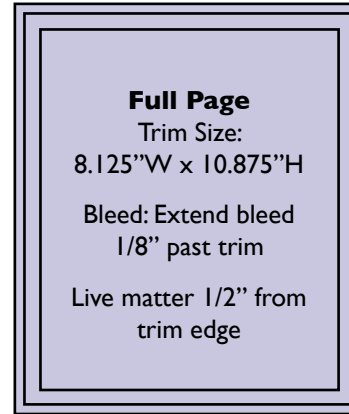 Full Page
Trim Size:
8.125”W x 10.875”H
Bleed: Extend bleed
1/8” past trim
Live matter 1/2” from
trim edge